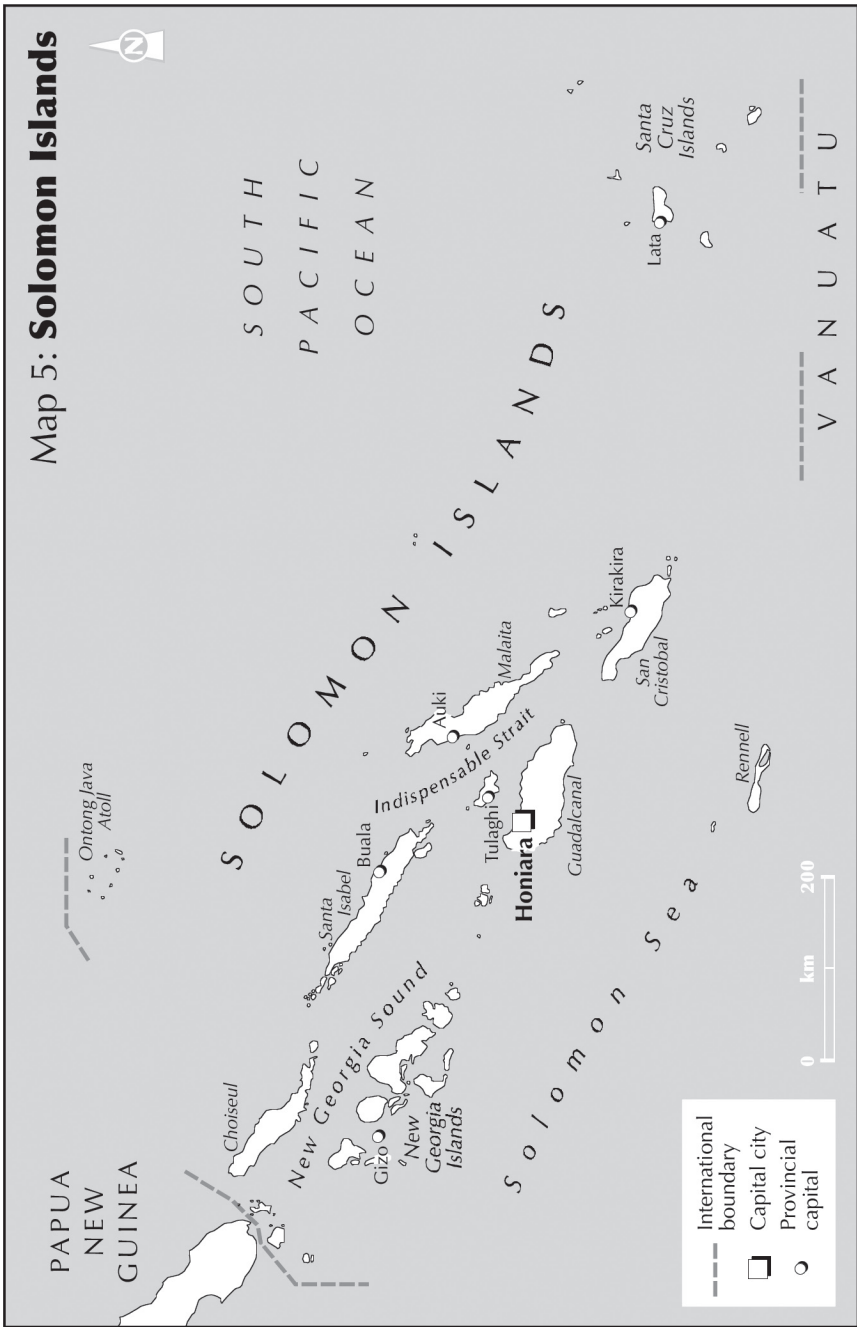 Map 5: Solomon Islands
N
PAPUA
NEW
GUINEA
Ontong Java
Atoll
SOUTH
PACIFIC
OCEAN
SOLOMON ISLANDS
Choiseul
New Georgia Sound
Santa
Isabel
Buala
Gizo
New
Georgia
Islands
Indispensable Strait
Auki
Malaita
Tulaghi
Honiara
Guadalcanal
Kirakira
San
Cristobal
Rennell
Solomon Sea
Santa
Cruz
Islands
Lata
VANUATU
International
boundary
Capital city
Provincial
capital
0 km 200